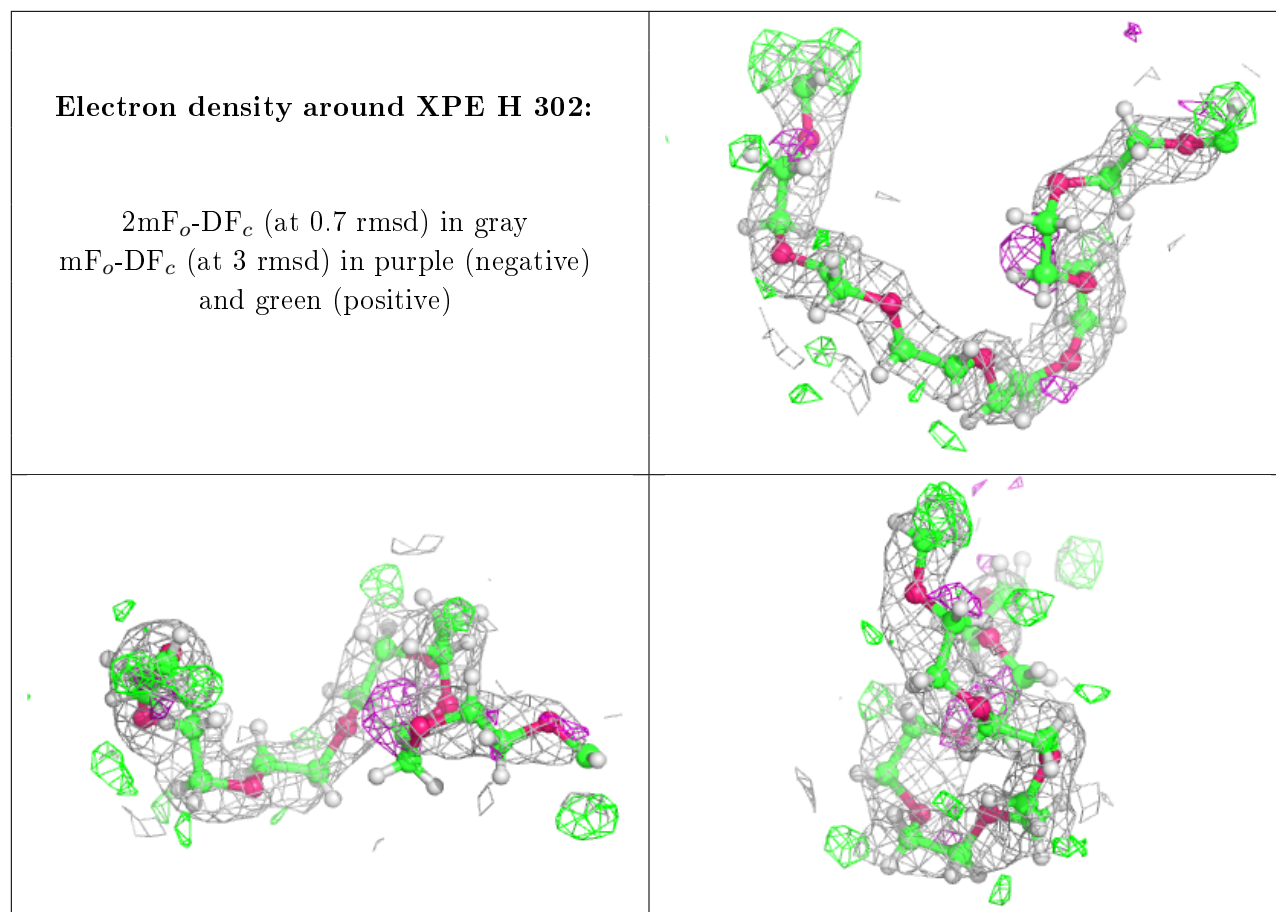 Electron density around XPE H 302:
2mFo-DFc (at 0.7 rmsd) in gray
mFo-DFc (at 3 rmsd) in purple (negative)
and green (positive)